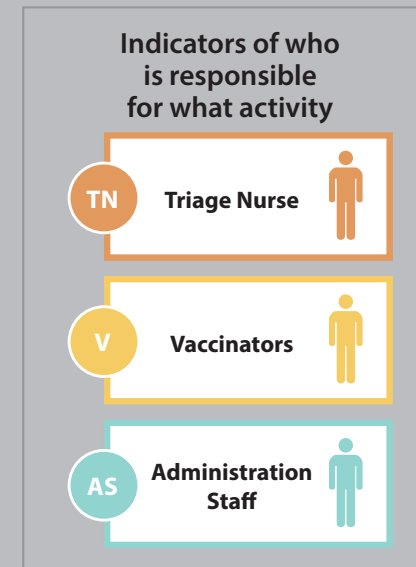 Indicators of who
is responsible
for what activity
TN
Triage Nurse
V
Vaccinators
AS
Administration
Staff